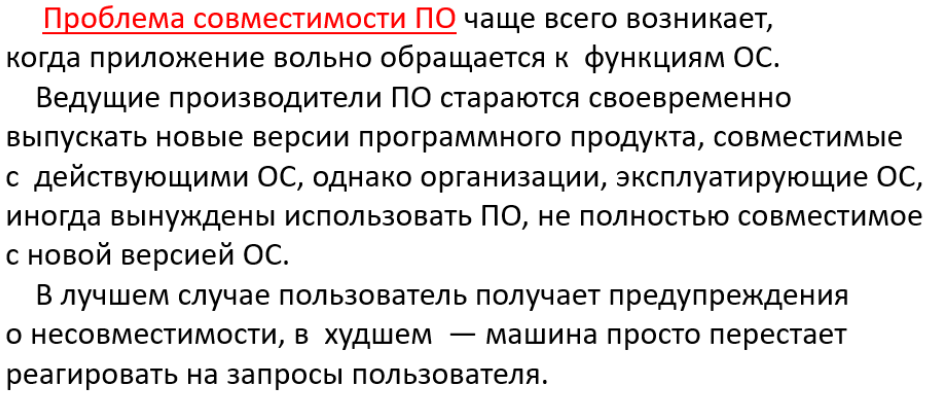 Проблема совместимости ПО чаще всего возникает,
когда приложение вольно обращается к функциям ОС.
Ведущие производители ПО стараются своевременно
выпускать новые версии программного продукта, совместимые
с действующими ОС, однако организации, эксплуатирующие ОС,
иногда вынуждены использовать ПО, не полностью совместимое
с новой версией ОС.
В лучшем случае пользователь получает предупреждения
о несовместимости, в худшем — машина просто перестает
реагировать на запросы пользователя.